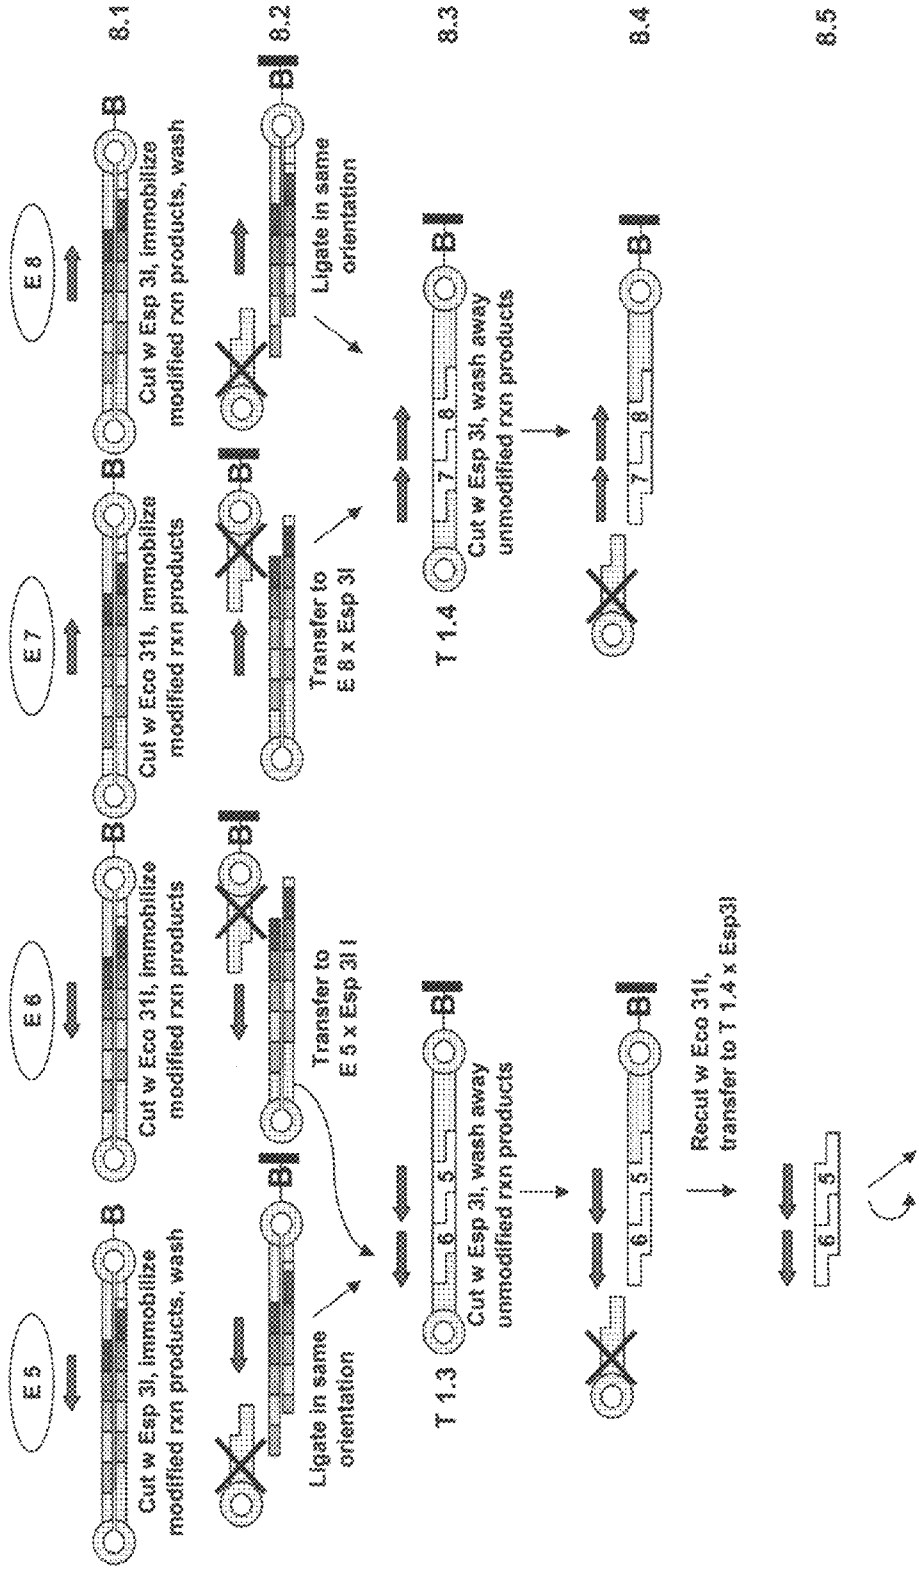 E 5
E 6
E 7
E 8
B
B
B
B
8.1
Cut w Esp 3I, immobilize
modified rxn products, wash
Cut w Eco 31I, immobilize
modified rxn products
Cut w Eco 31I, immobilize
modified rxn products
Cut w Esp 3I, immobilize
modified rxn products, wash
B
B
B
B
8.2
Ligate in same
orientation
Transfer to
E 5 x Esp 3I I
Transfer to
E 8 x Esp 3I
Ligate in same
orientation
T 1.3
6
5
B
T 1.4
7
8
B
8.3
Cut w Esp 3I, wash away
unmodified rxn products
Cut w Esp 3I, wash away
unmodified rxn products
6
5
B
7
8
B
8.4
Recut w Eco 31I,
transfer to T 1.4 x Esp3I
6
5
8.5